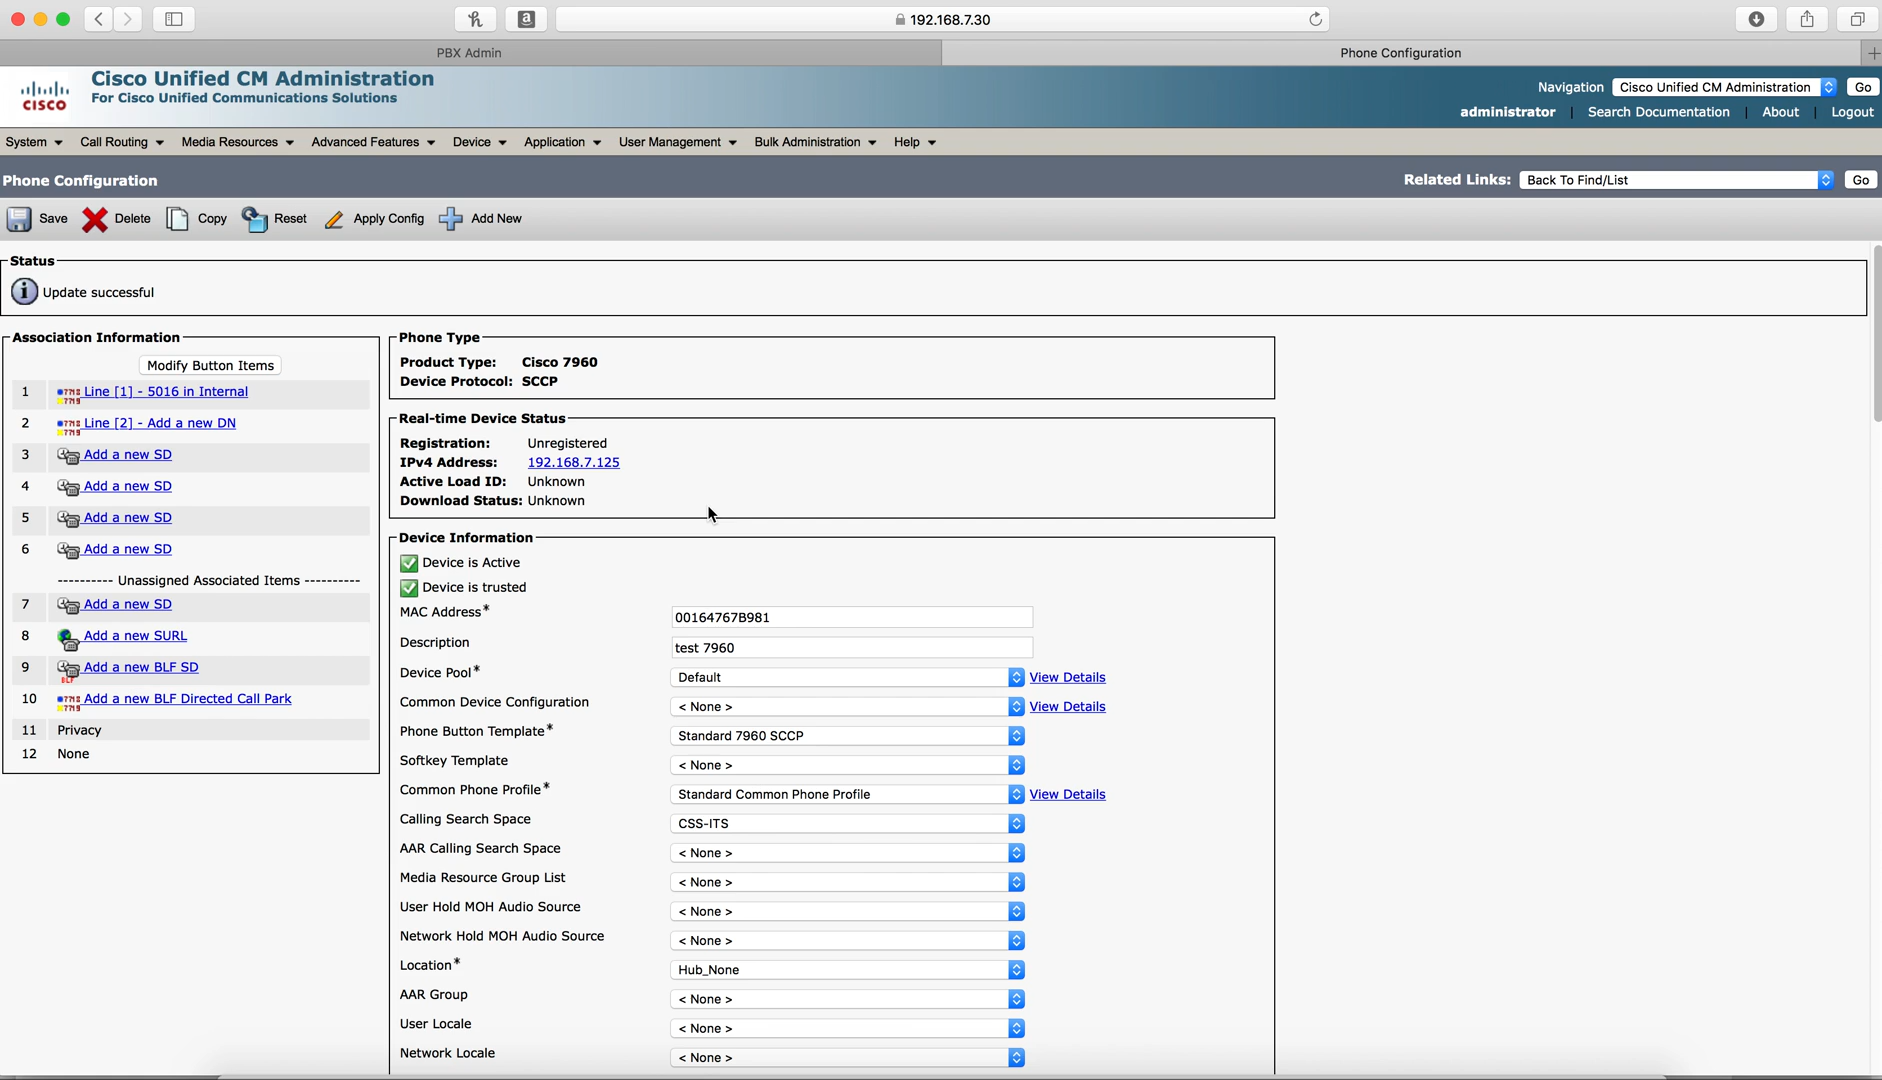 192.168.7.30
PBX Admin
Phone Configuration
CISCO
Cisco Unified CM Administration
For Cisco Unified Communications Solutions
Navigation Cisco Unified CM Administration Go
administrator | Search Documentation | About | Logout
System Call Routing Media Resources Advanced Features Device Application User Management Bulk Administration Help
Phone Configuration
Related Links: Back To Find/List Go
Save Delete Copy Reset Apply Config Add New
Status
Update successful
Association Information
Modify Button Items
1 Line [1] - 5016 in Internal
2 Line [2] - Add a new DN
3 Add a new SD
4 Add a new SD
5 Add a new SD
6 Add a new SD
---------- Unassigned Associated Items ----------
7 Add a new SD
8 Add a new SURL
9 Add a new BLF SD
10 Add a new BLF Directed Call Park
11 Privacy
12 None
Phone Type
Product Type: Cisco 7960
Device Protocol: SCCP
Real-time Device Status
Registration: Unregistered
IPv4 Address: 192.168.7.125
Active Load ID: Unknown
Download Status: Unknown
Device Information
Device is Active
Device is trusted
MAC Address* 00164767B981
Description test 7960
Device Pool* Default View Details
Common Device Configuration < None > View Details
Phone Button Template* Standard 7960 SCCP
Softkey Template < None >
Common Phone Profile* Standard Common Phone Profile View Details
Calling Search Space CSS-ITS
AAR Calling Search Space < None >
Media Resource Group List < None >
User Hold MOH Audio Source < None >
Network Hold MOH Audio Source < None >
Location* Hub_None
AAR Group < None >
User Locale < None >
Network Locale < None >